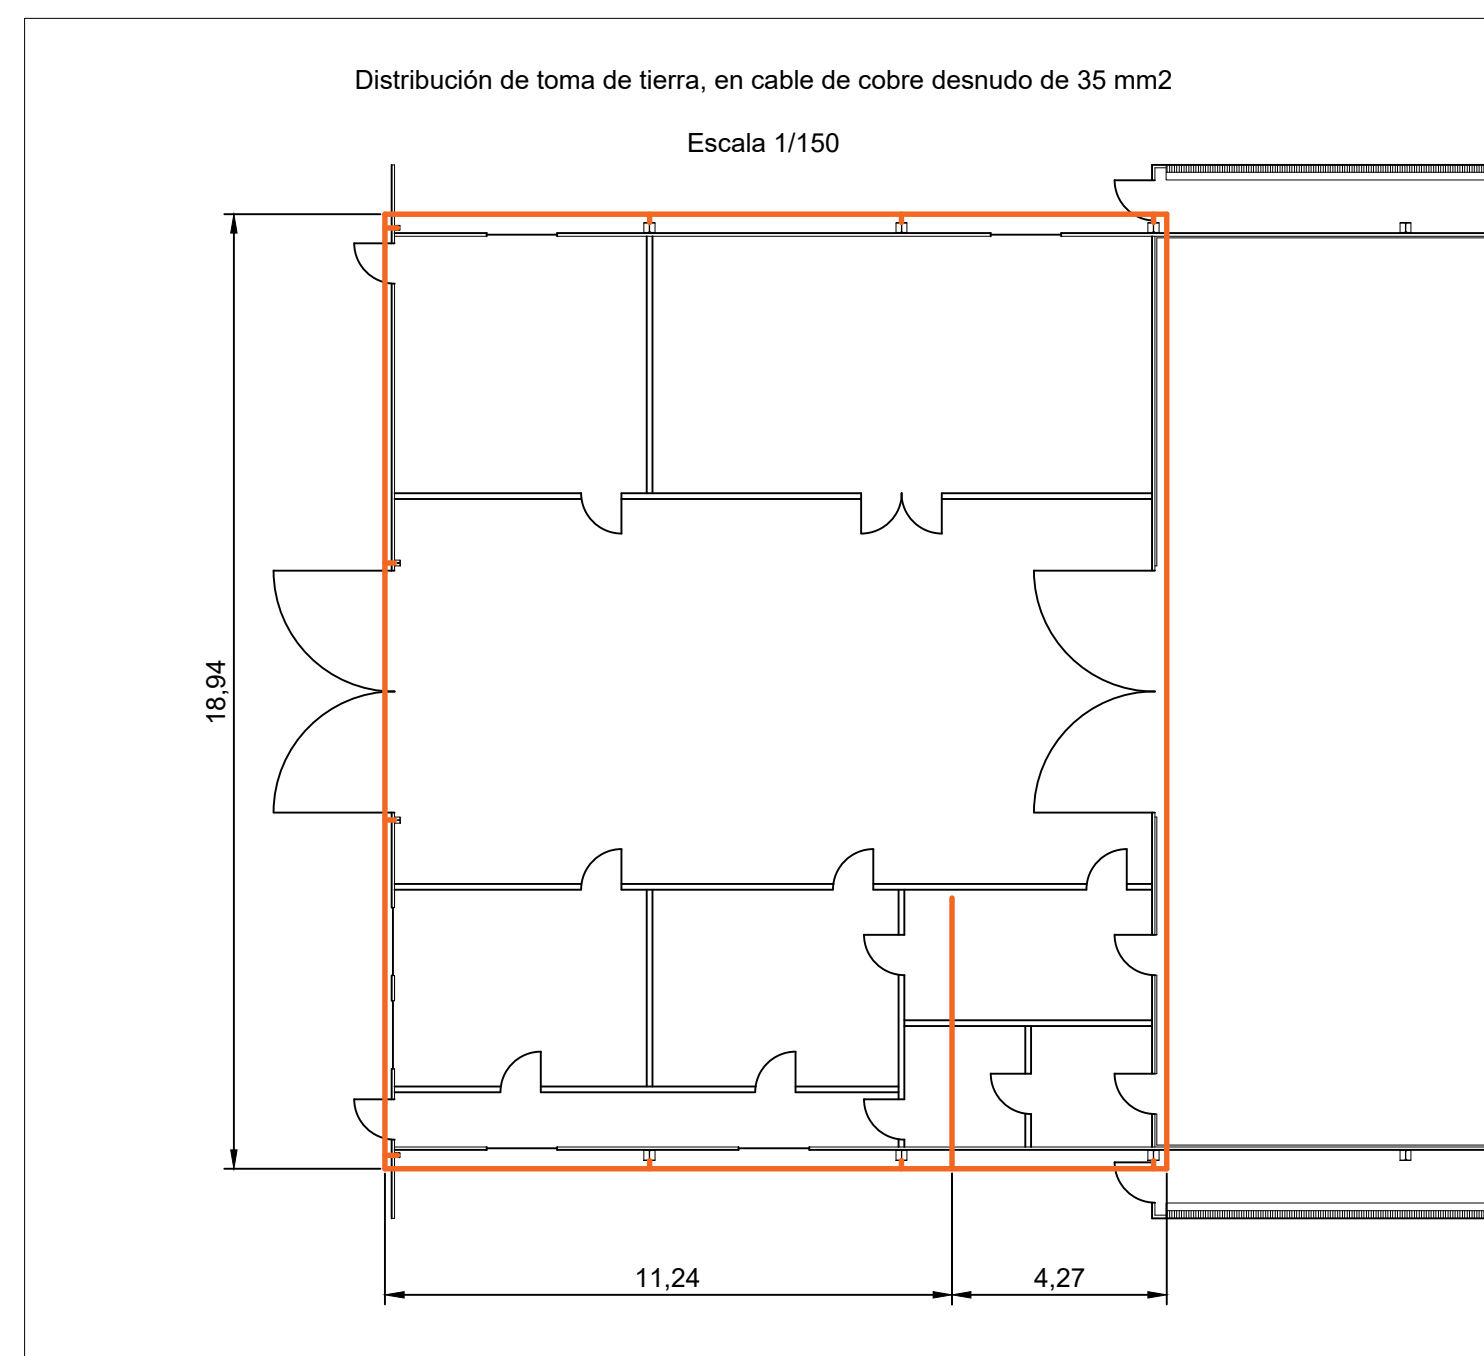 Distribución de toma de tierra, en cable de cobre desnudo de 35 mm2
Escala 1/150
18,94
11,24
4,27